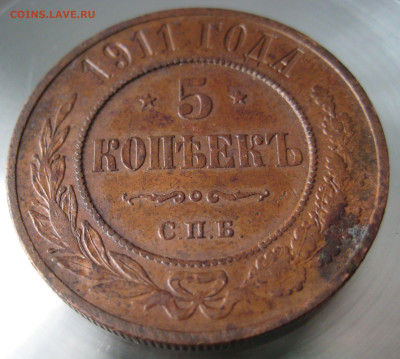 COINS.LAVE.RU
1911 ГОДА
5
КОПѢЕКЪ
С.П.Б.